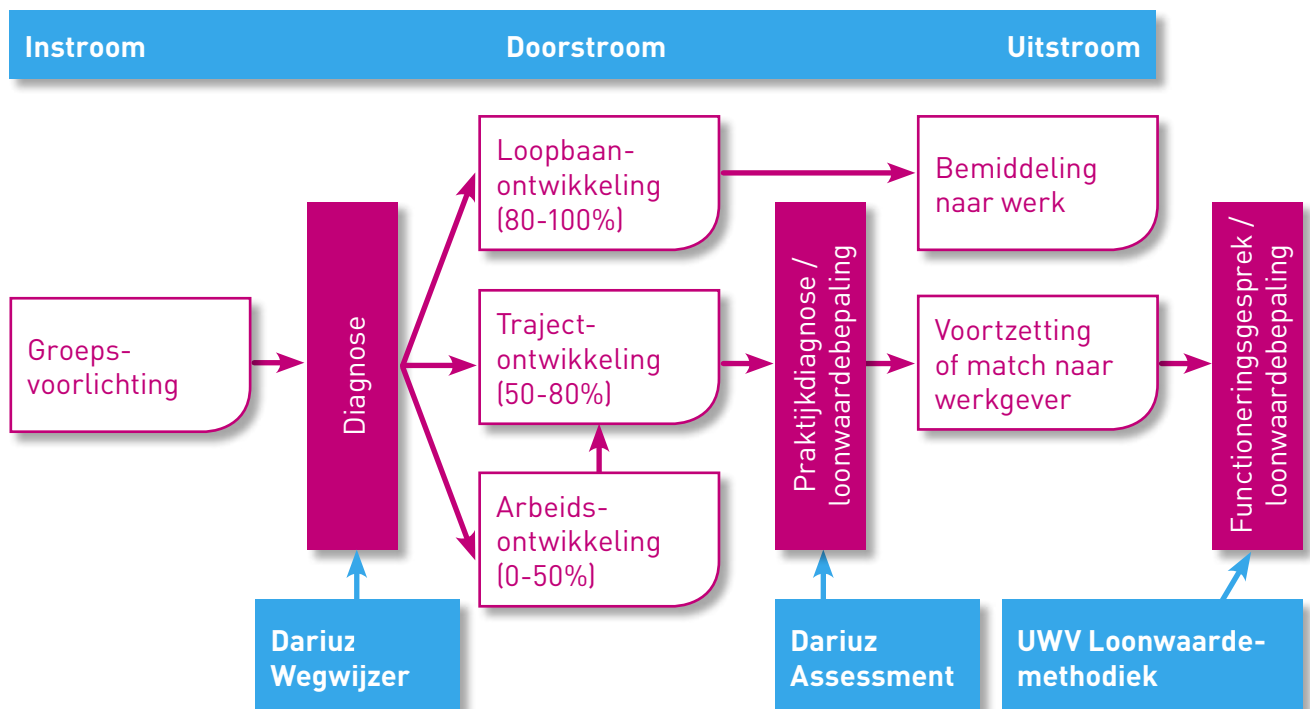 Instroom
Doorstroom
Uitstroom
Groeps-
voorlichting
Diagnose
Loopbaan-
ontwikkeling
(80-100%)
Traject-
ontwikkeling
(50-80%)
Arbeids-
ontwikkeling
(0-50%)
Praktijkdiagnose /
loonwaardebepaling
Bemiddeling
naar werk
Voortzetting
of match naar
werkgever
Functioneringsgesprek /
loonwaardebepaling
Dariuz
Wegwijzer
Dariuz
Assessment
UWV Loonwaarde-
methodiek